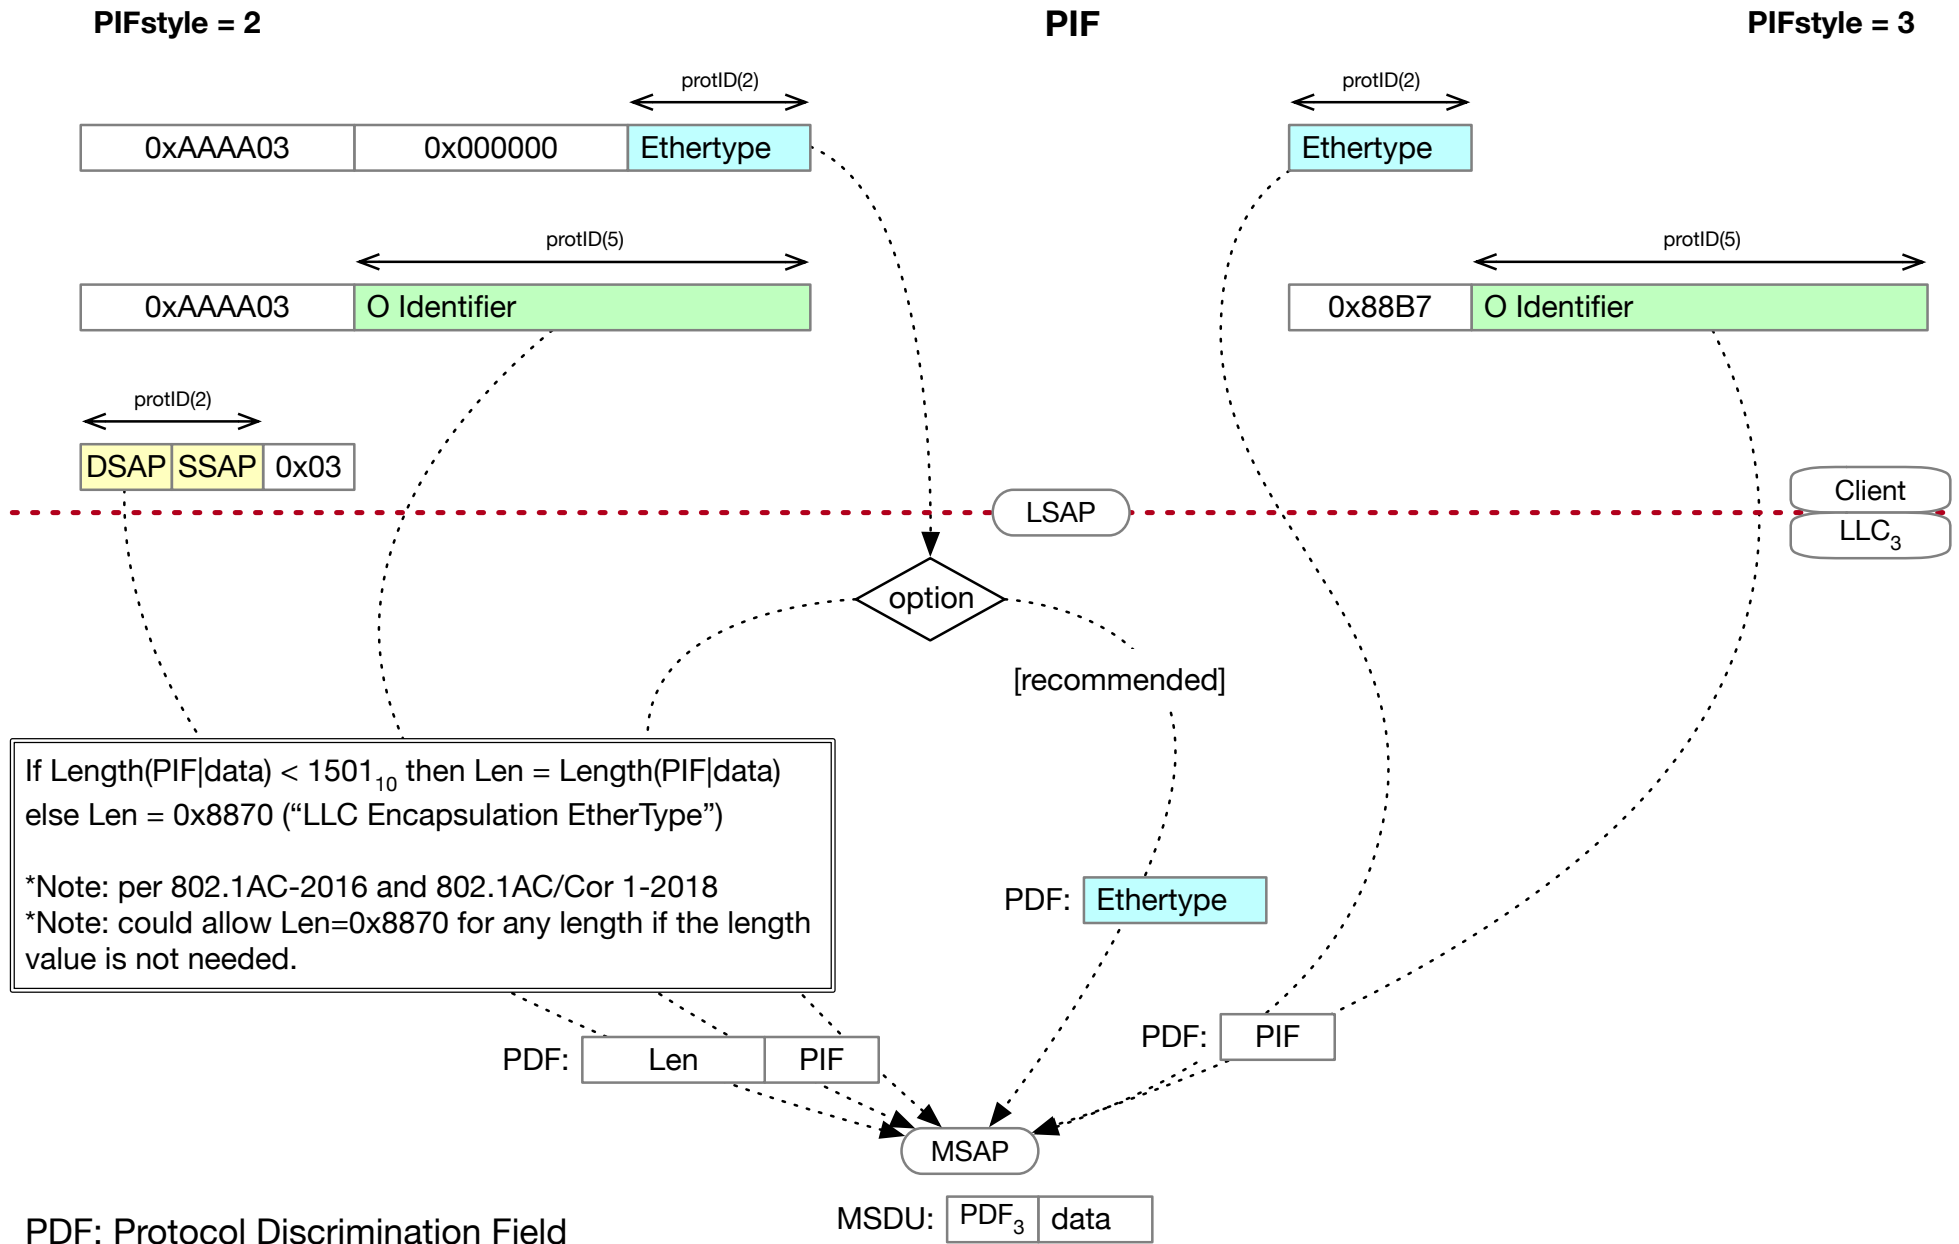 PIFstyle = 2 PIF PIFstyle = 3
protID(2) protID(2)
0xAAAA03 0x000000 Ethertype Ethertype
protID(5) protID(5)
0xAAAA03 O Identifier 0x88B7 O Identifier
protID(2)
DSAP SSAP 0x03
Client
LSAP
LLC3
option
[recommended]
If Length(PIF|data) < 150110 then Len = Length(PIF|data)
else Len = 0x8870 (“LLC Encapsulation EtherType”)
*Note: per 802.1AC-2016 and 802.1AC/Cor 1-2018
*Note: could allow Len=0x8870 for any length if the length
value is not needed.
PDF: Ethertype
PDF: PIF
PDF: Len PIF
MSAP
MSDU: PDF3 data
PDF: Protocol Discrimination Field